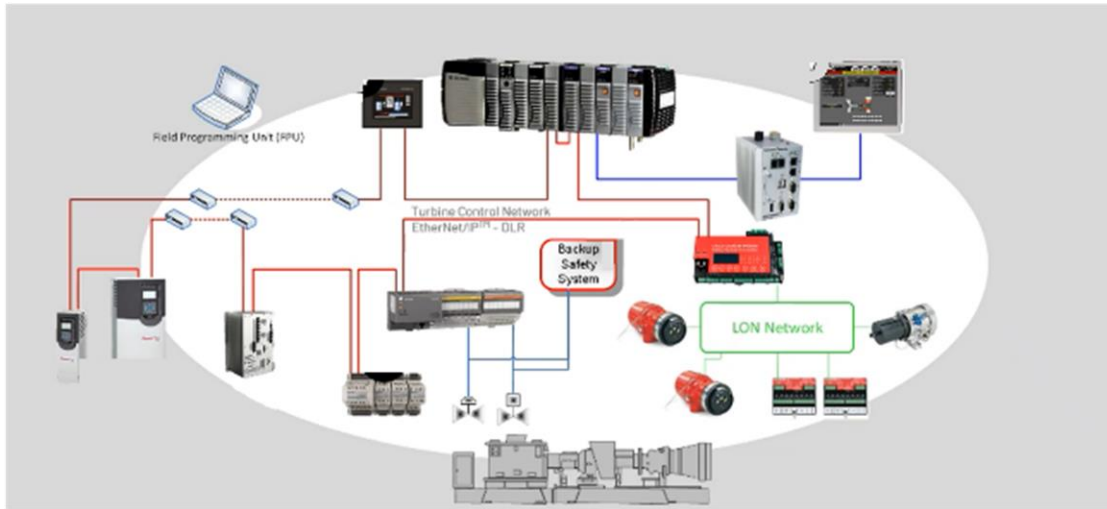 Field Programming Unit (FPU)
Turbine Control Network
EtherNet/IP™ - DLR
Backup
Safety
System
LON Network